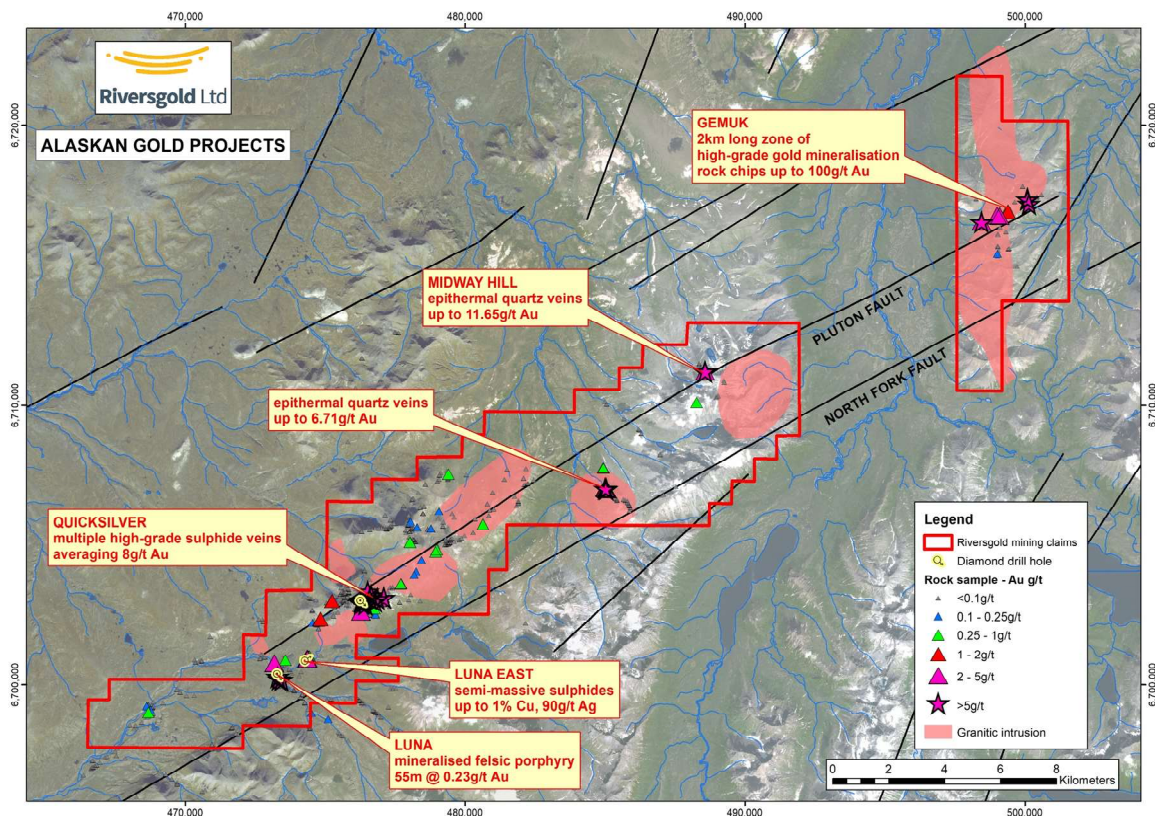 470,000
480,000
490,000
500,000
Riversgold Ltd
ALASKAN GOLD PROJECTS
6,720,000
6,720,000
GEMUK
2km long zone of
high-grade gold mineralisation
rock chips up to 100g/t Au
MIDWAY HILL
epithermal quartz veins
up to 11.65g/t Au
PLUTON FAULT
NORTH FORK FAULT
6,710,000
6,710,000
epithermal quartz veins
up to 6.71g/t Au
QUICKSILVER
multiple high-grade sulphide veins
averaging 8g/t Au
LUNA EAST
semi-massive sulphides
up to 1% Cu, 90g/t Ag
LUNA
mineralised felsic porphyry
55m @ 0.23g/t Au
6,700,000
6,700,000
Legend
Riversgold mining claims
Diamond drill hole
Rock sample - Au g/t
<0.1g/t
0.1 - 0.25g/t
0.25 - 1g/t
1 - 2g/t
2 - 5g/t
>5g/t
Granitic intrusion
0 2 4 6 8
Kilometers
470,000
480,000
490,000
500,000